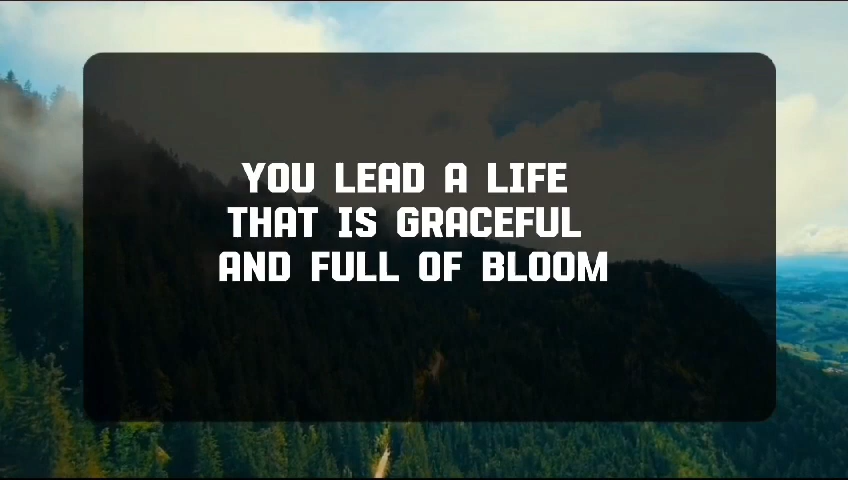 YOU LEAD A LIFE
THAT IS GRACEFUL
AND FULL OF BLOOM